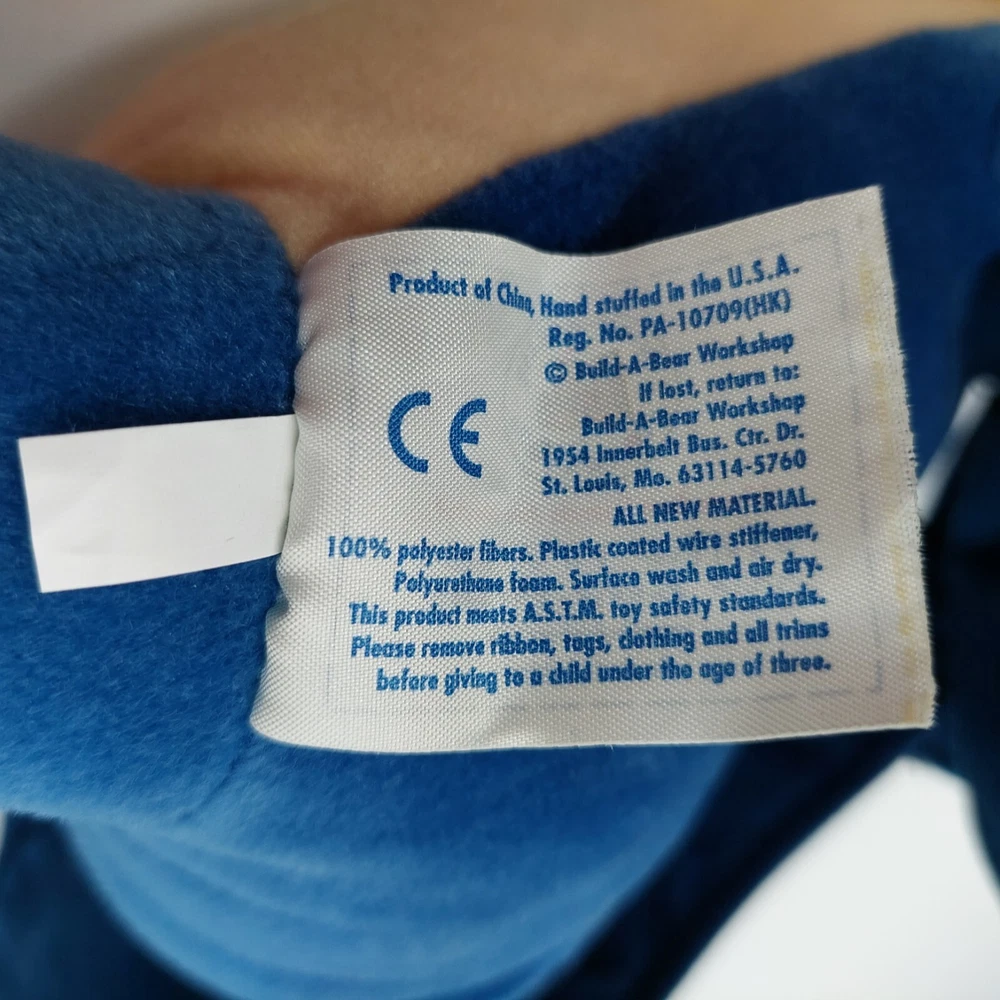 Product of China, Hand stuffed in the U.S.A.
Reg. No. PA-10709(HK)
© Build-A-Bear Workshop
If lost, return to:
Build-A-Bear Workshop
1954 Innerbelt Bus. Ctr. Dr.
St. Louis, Mo. 63114-5760
CE
ALL NEW MATERIAL.
100% polyester fibers. Plastic coated wire stiffener,
Polyurethane foam. Surface wash and air dry.
This product meets A.S.T.M. toy safety standards.
Please remove ribbon, tags, clothing and all trims
before giving to a child under the age of three.